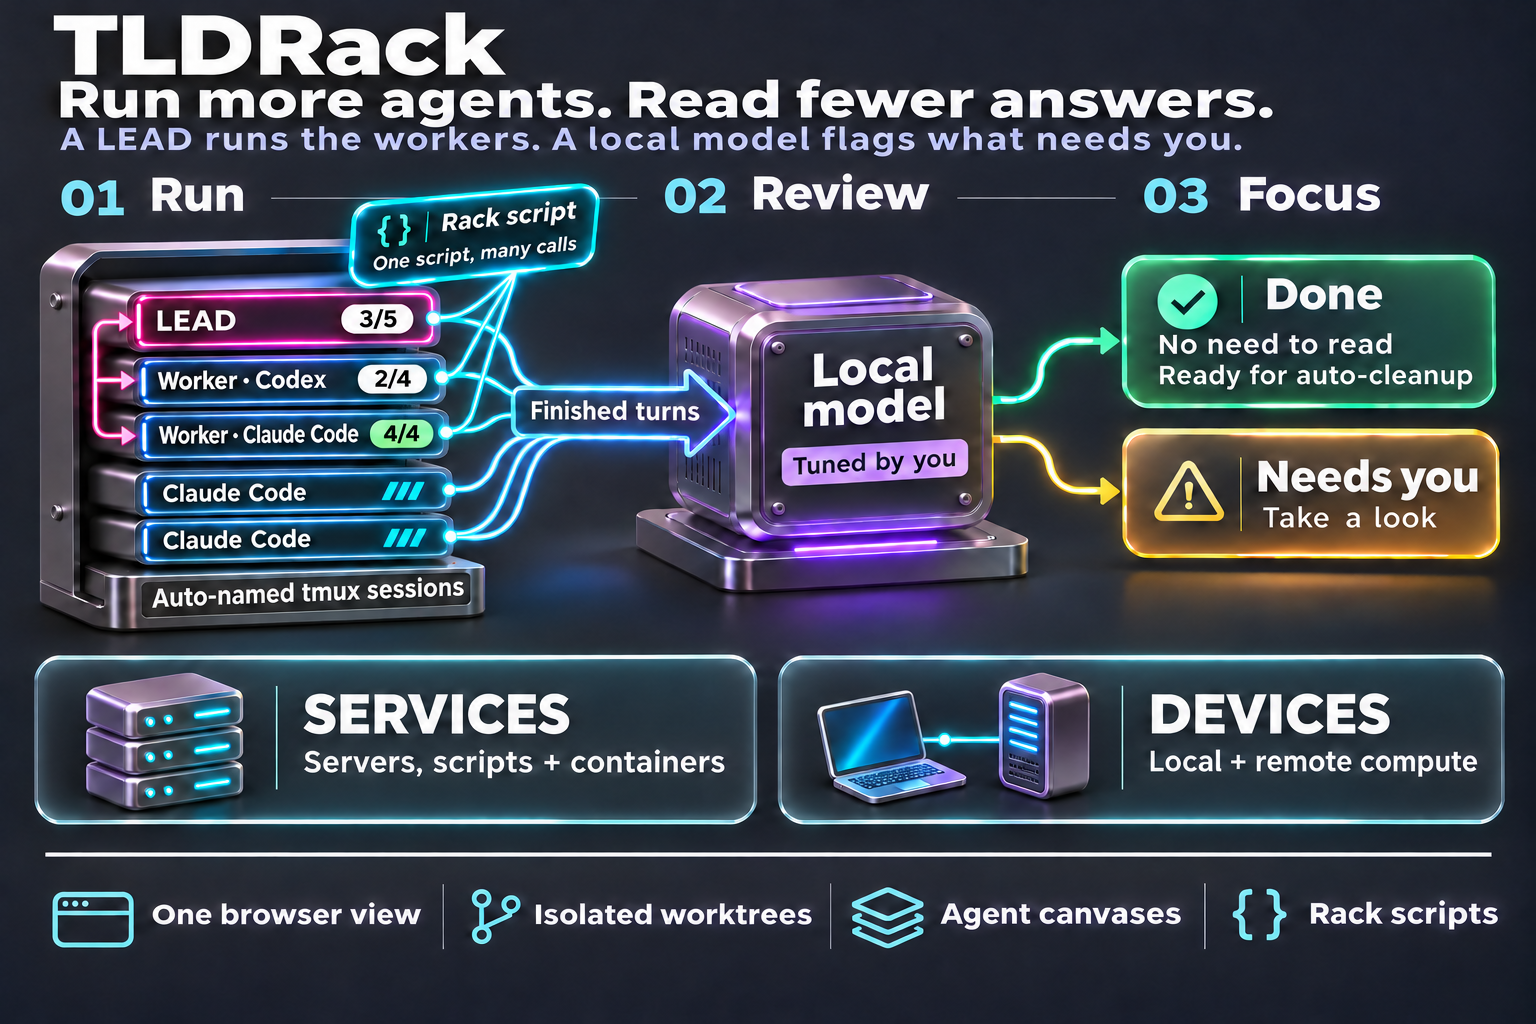 TLDRack
Run more agents. Read fewer answers.
A LEAD runs the workers. A local model flags what needs you.
01 Run
02 Review
03 Focus
{} Rack script
One script, many calls
LEAD 3/5
Worker · Codex 2/4
Worker · Claude Code 4/4
Claude Code
Claude Code
Auto-named tmux sessions
Finished turns
Local
model
Tuned by you
Done
No need to read
Ready for auto-cleanup
Needs you
Take a look
SERVICES
Servers, scripts + containers
DEVICES
Local + remote compute
One browser view
Isolated worktrees
Agent canvases
{} Rack scripts